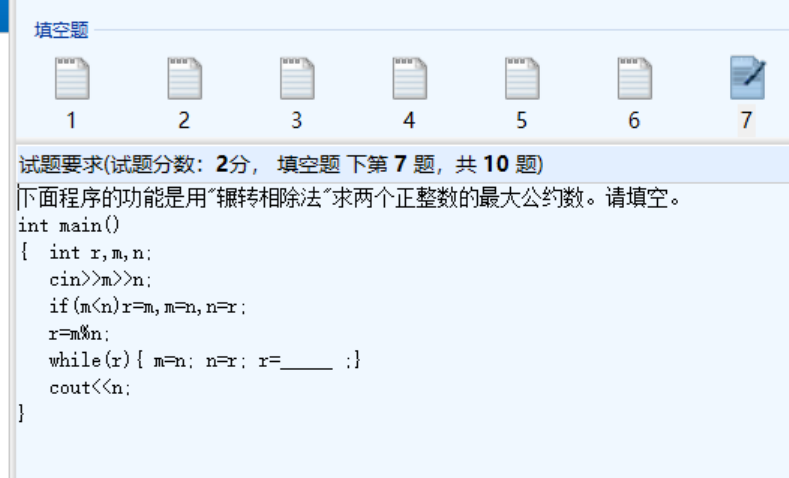 填空题
1 2 3 4 5 6 7
试题要求(试题分数：2分， 填空题 下第 7 题，共 10 题)
下面程序的功能是用"辗转相除法"求两个正整数的最大公约数。请填空。
int main()
{ int r,m,n;
cin>>m>>n;
if(m<n)r=m,m=n,n=r;
r=m%n;
while(r){ m=n; n=r; r=_____ ;}
cout<<n;
}